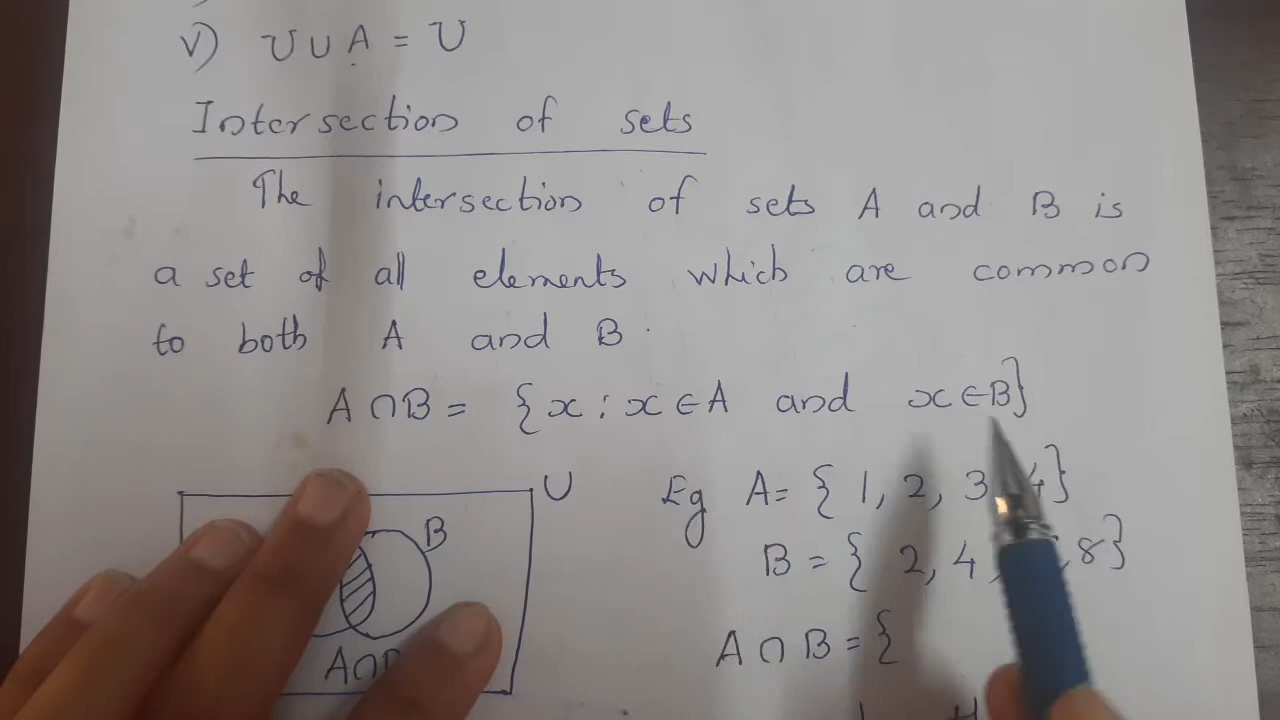 v) U ∪ A = U
Intersection of sets
The intersection of sets A and B is
a set of all elements which are common
to both A and B.
A ∩ B = {x : x ∈ A and x ∈ B}
U
B
A ∩
Eg A = { 1, 2, 3, 4}
B = { 2, 4, , 8}
A ∩ B = {